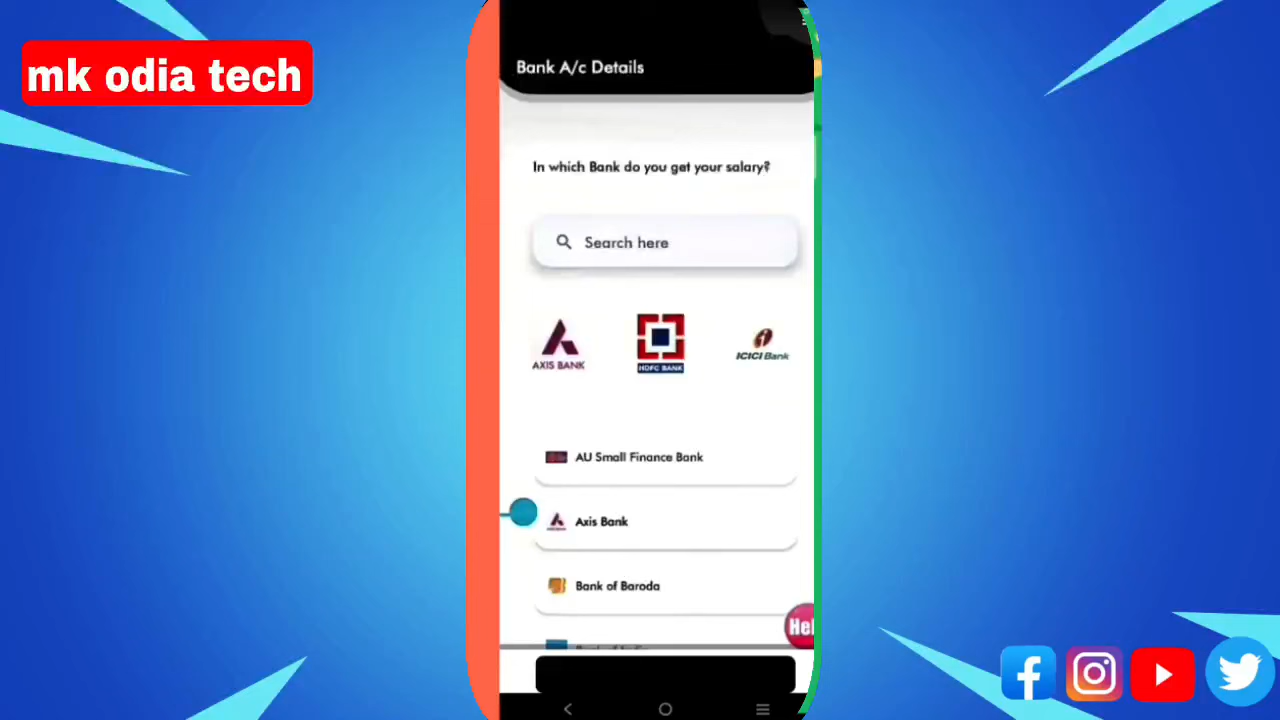 mk odia tech
Bank A/c Details
In which Bank do you get your salary?
Search here
AXIS BANK
HDFC BANK
ICICI Bank
AU Small Finance Bank
Axis Bank
Bank of Baroda
Hel